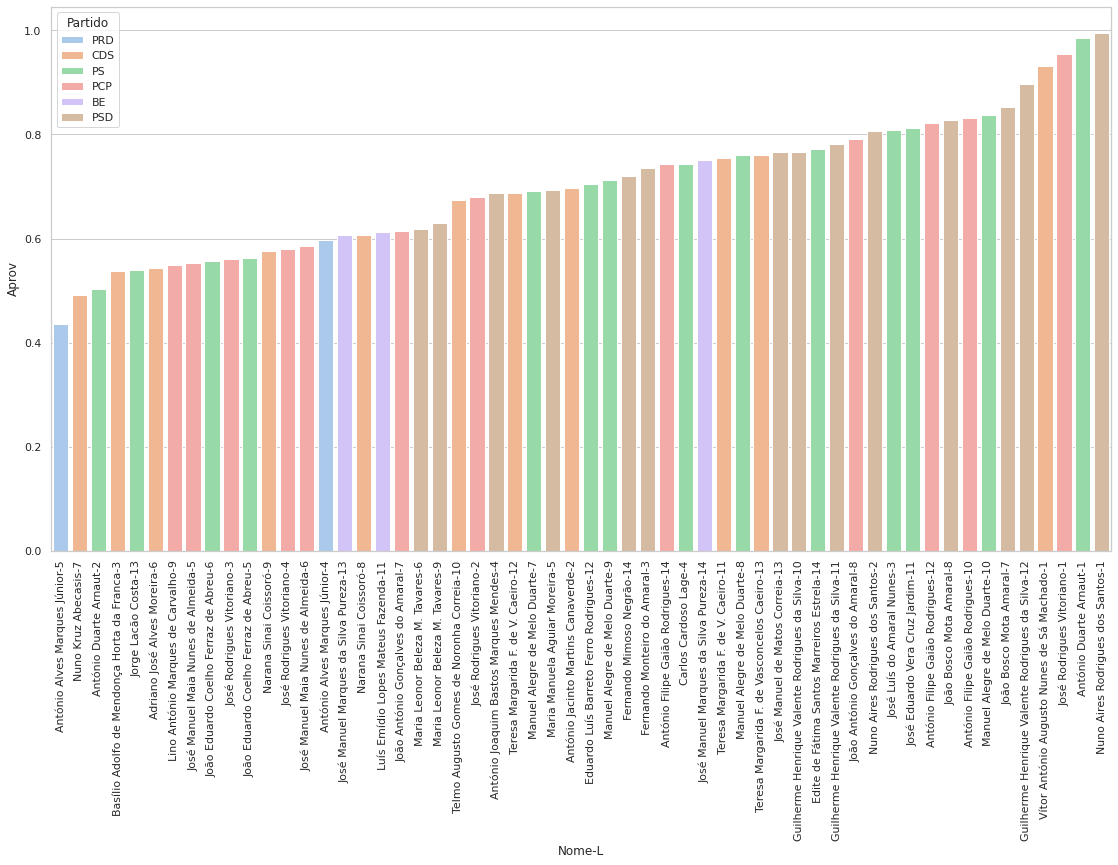 Partido
PRD
CDS
PS
PCP
BE
PSD
1.0
0.8
0.6
0.4
0.2
0.0
Aprov
António Alves Marques Júnior-5
Nuno Kruz Abecasis-7
António Duarte Arnaut-2
Basílio Adolfo de Mendonça Horta da Franca-3
Jorge Lacão Costa-13
Adriano José Alves Moreira-6
Lino António Marques de Carvalho-9
José Manuel Maia Nunes de Almeida-5
João Eduardo Coelho Ferraz de Abreu-6
José Rodrigues Vitoriano-3
João Eduardo Coelho Ferraz de Abreu-5
Narana Sinai Coissoró-9
José Rodrigues Vitoriano-4
José Manuel Maia Nunes de Almeida-6
António Alves Marques Júnior-4
José Manuel Marques da Silva Pureza-13
Narana Sinai Coissoró-8
Luís Emídio Lopes Mateus Fazenda-11
João António Gonçalves do Amaral-7
Maria Leonor Beleza M. Tavares-6
Maria Leonor Beleza M. Tavares-9
Telmo Augusto Gomes de Noronha Correia-10
José Rodrigues Vitoriano-2
António Joaquim Bastos Marques Mendes-4
Teresa Margarida F. de V. Caeiro-12
Manuel Alegre de Melo Duarte-7
Maria Manuela Aguiar Moreira-5
António Jacinto Martins Canaverde-2
Eduardo Luís Barreto Ferro Rodrigues-12
Manuel Alegre de Melo Duarte-9
Fernando Mimoso Negrão-14
Fernando Monteiro do Amaral-3
António Filipe Gaião Rodrigues-14
Carlos Cardoso Lage-4
José Manuel Marques da Silva Pureza-14
Teresa Margarida F. de V. Caeiro-11
Manuel Alegre de Melo Duarte-8
Teresa Margarida F. de Vasconcelos Caeiro-13
José Manuel de Matos Correia-13
Guilherme Henrique Valente Rodrigues da Silva-10
Edite de Fátima Santos Marreiros Estrela-14
Guilherme Henrique Valente Rodrigues da Silva-11
João António Gonçalves do Amaral-8
Nuno Aires Rodrigues dos Santos-2
José Luís do Amaral Nunes-3
José Eduardo Vera Cruz Jardim-11
António Filipe Gaião Rodrigues-12
João Bosco Mota Amaral-8
António Filipe Gaião Rodrigues-10
Manuel Alegre de Melo Duarte-10
João Bosco Mota Amaral-7
Guilherme Henrique Valente Rodrigues da Silva-12
Vítor António Augusto Nunes de Sá Machado-1
José Rodrigues Vitoriano-1
António Duarte Arnaut-1
Nuno Aires Rodrigues dos Santos-1
Nome-L